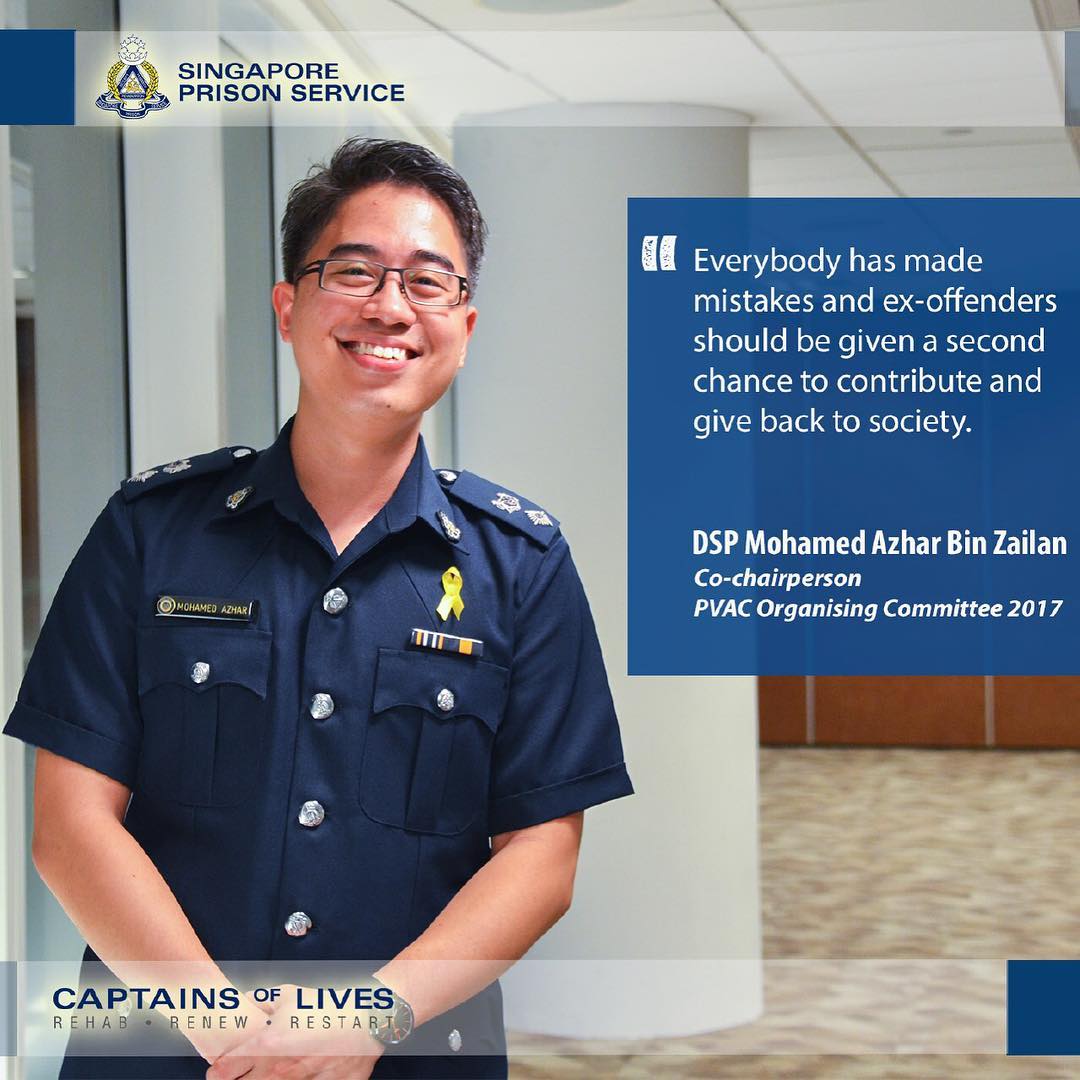 SINGAPORE
PRISON SERVICE
Everybody has made
mistakes and ex-offenders
should be given a second
chance to contribute and
give back to society.
DSP Mohamed Azhar Bin Zailan
Co-chairperson
PVAC Organising Committee 2017
MOHAMED AZHAR
CAPTAINS OF LIVES
REHAB • RENEW • RESTART